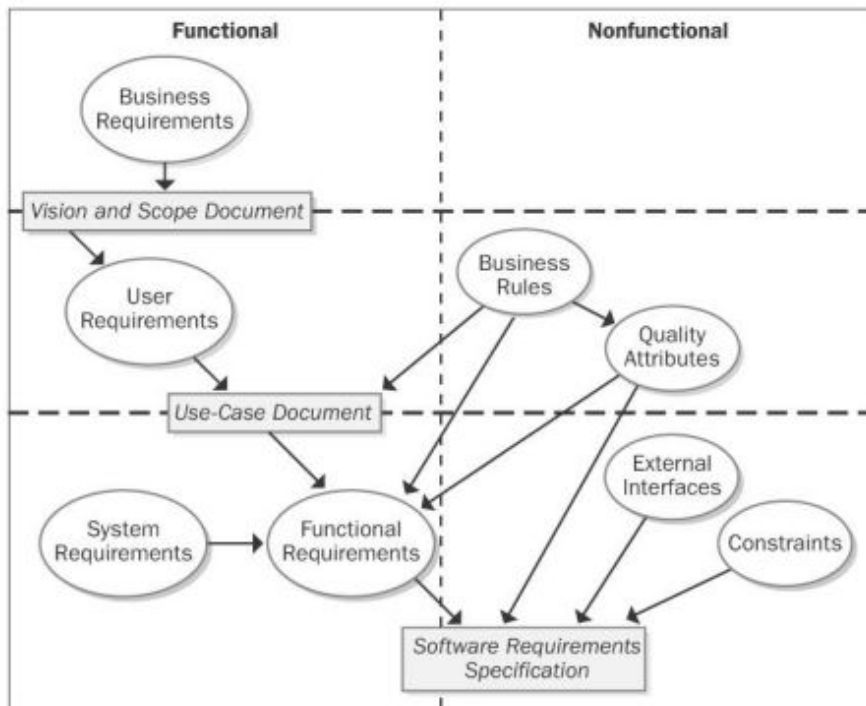 Functional
Nonfunctional
Business
Requirements
Vision and Scope Document
User
Requirements
Business
Rules
Quality
Attributes
Use-Case Document
System
Requirements
Functional
Requirements
External
Interfaces
Constraints
Software Requirements
Specification